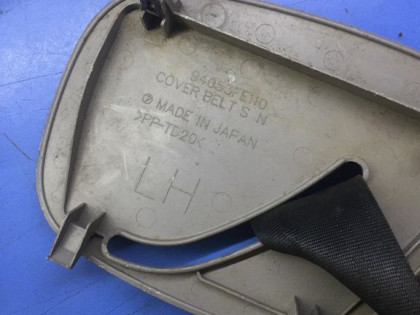 94053FE110
COVER BELT S N
MADE IN JAPAN
>PP-TD20<
LH